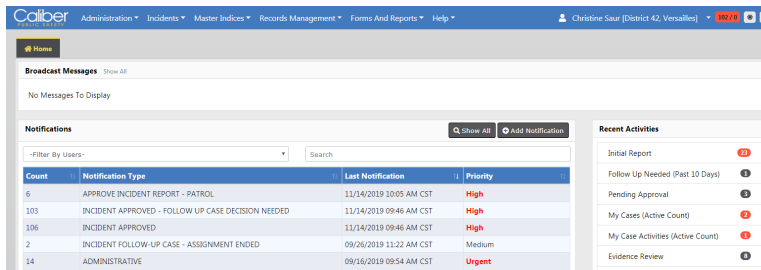 Caliber
PUBLIC SAFETY
Administration Incidents Master Indices Records Management Forms And Reports Help Christine Saur [District 42, Versailles] 102 / 0
Home
Broadcast Messages Show All
No Messages To Display
Notifications Show All Add Notification
-Filter By Users- Search
Count Notification Type Last Notification Priority
6 APPROVE INCIDENT REPORT - PATROL 11/14/2019 10:05 AM CST High
103 INCIDENT APPROVED - FOLLOW UP CASE DECISION NEEDED 11/14/2019 09:46 AM CST High
106 INCIDENT APPROVED 11/14/2019 09:46 AM CST High
2 INCIDENT FOLLOW-UP CASE - ASSIGNMENT ENDED 09/26/2019 11:22 AM CST Medium
14 ADMINISTRATIVE 09/16/2019 09:54 AM CST Urgent
Recent Activities
Initial Report 23
Follow Up Needed (Past 10 Days) 1
Pending Approval 3
My Cases (Active Count) 2
My Case Activities (Active Count) 1
Evidence Review 8